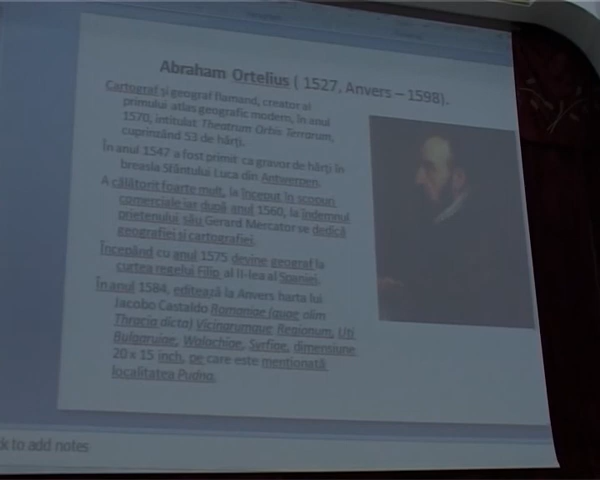 Abraham Ortelius ( 1527, Anvers – 1598).
Cartograf și geograf flamand, creator al
primului atlas geografic modern, în anul
1570, intitulat Theatrum Orbis Terrarum,
cuprinzând 53 de hărți.
În anul 1547 a fost primit ca gravor de hărți în
breasla Sfântului Luca din Antwerpen.
A călătorit foarte mult, la început în scopuri
comerciale iar după anul 1560, la îndemnul
prietenului său Gerard Mercator se dedică
geografiei si cartografiei.
Începând cu anul 1575 devine geograf la
curtea regelui Filip al II-lea al Spaniei.
În anul 1584, editează la Anvers harta lui
Jacobo Castaldo Romaniae (quae olim
Thracia dicta) Vicinarumque Regionum, Uti
Bulgaruiae, Walachiae, Syrfiae, dimensiune
20 x 15 inch, pe care este menționată
localitatea Pudna.
k to add notes